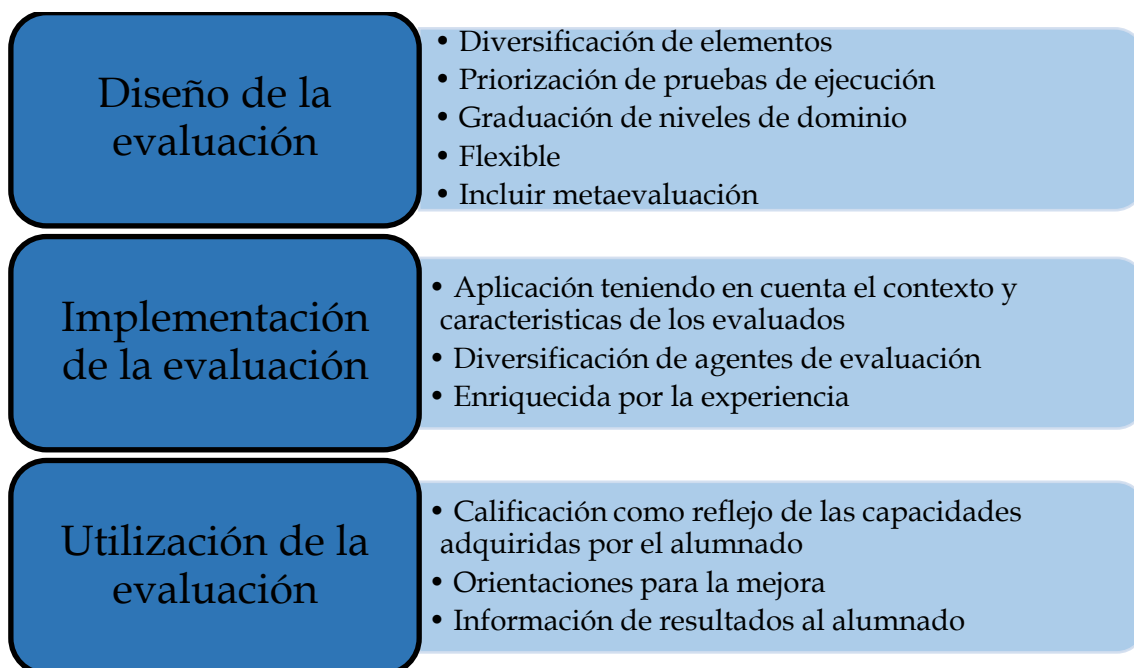 Diseño de la
evaluación
• Diversificación de elementos
• Priorización de pruebas de ejecución
• Graduación de niveles de dominio
• Flexible
• Incluir metaevaluación
Implementación
de la evaluación
• Aplicación teniendo en cuenta el contexto y
caracteristicas de los evaluados
• Diversificación de agentes de evaluación
• Enriquecida por la experiencia
Utilización de la
evaluación
• Calificación como reflejo de las capacidades
adquiridas por el alumnado
• Orientaciones para la mejora
• Información de resultados al alumnado